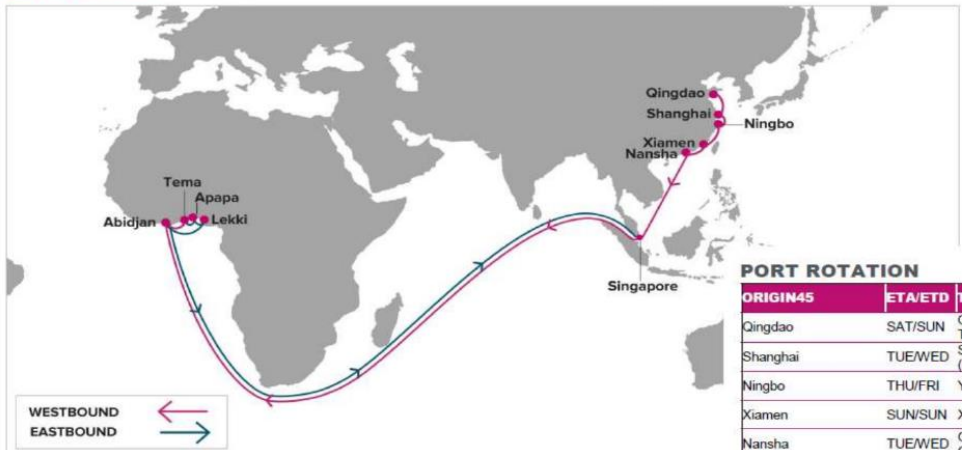 Qingdao
Shanghai
Ningbo
Xiamen
Nansha
Tema
Apapa
Abidjan
Lekki
Singapore
WESTBOUND
EASTBOUND
PORT ROTATION
ORIGIN45 ETA/ETD
Qingdao SAT/SUN
Shanghai TUE/WED
Ningbo THU/FRI
Xiamen SUN/SUN
Nansha TUE/WED